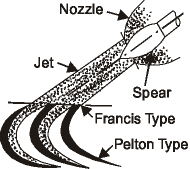 Nozzle
Jet
Spear
Francis Type
Pelton Type